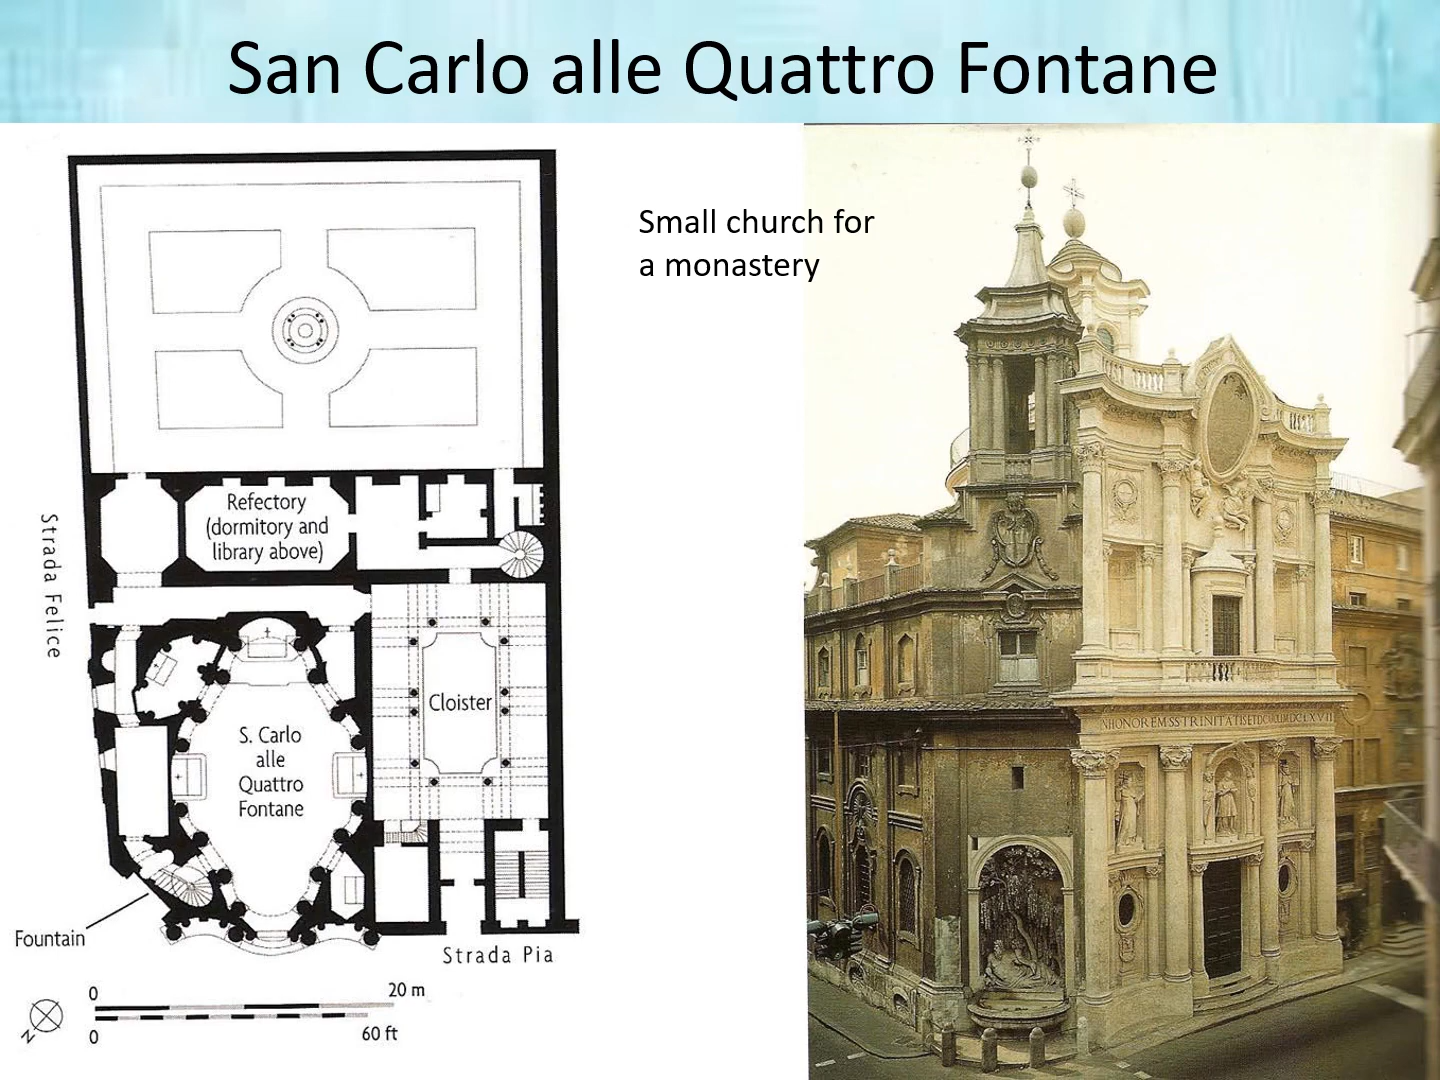 San Carlo alle Quattro Fontane
Small church for
a monastery
Refectory
(dormitory and
library above)
Strada Felice
Cloister
S. Carlo
alle
Quattro
Fontane
Fountain
Strada Pia
0
20 m
0
60 ft
N